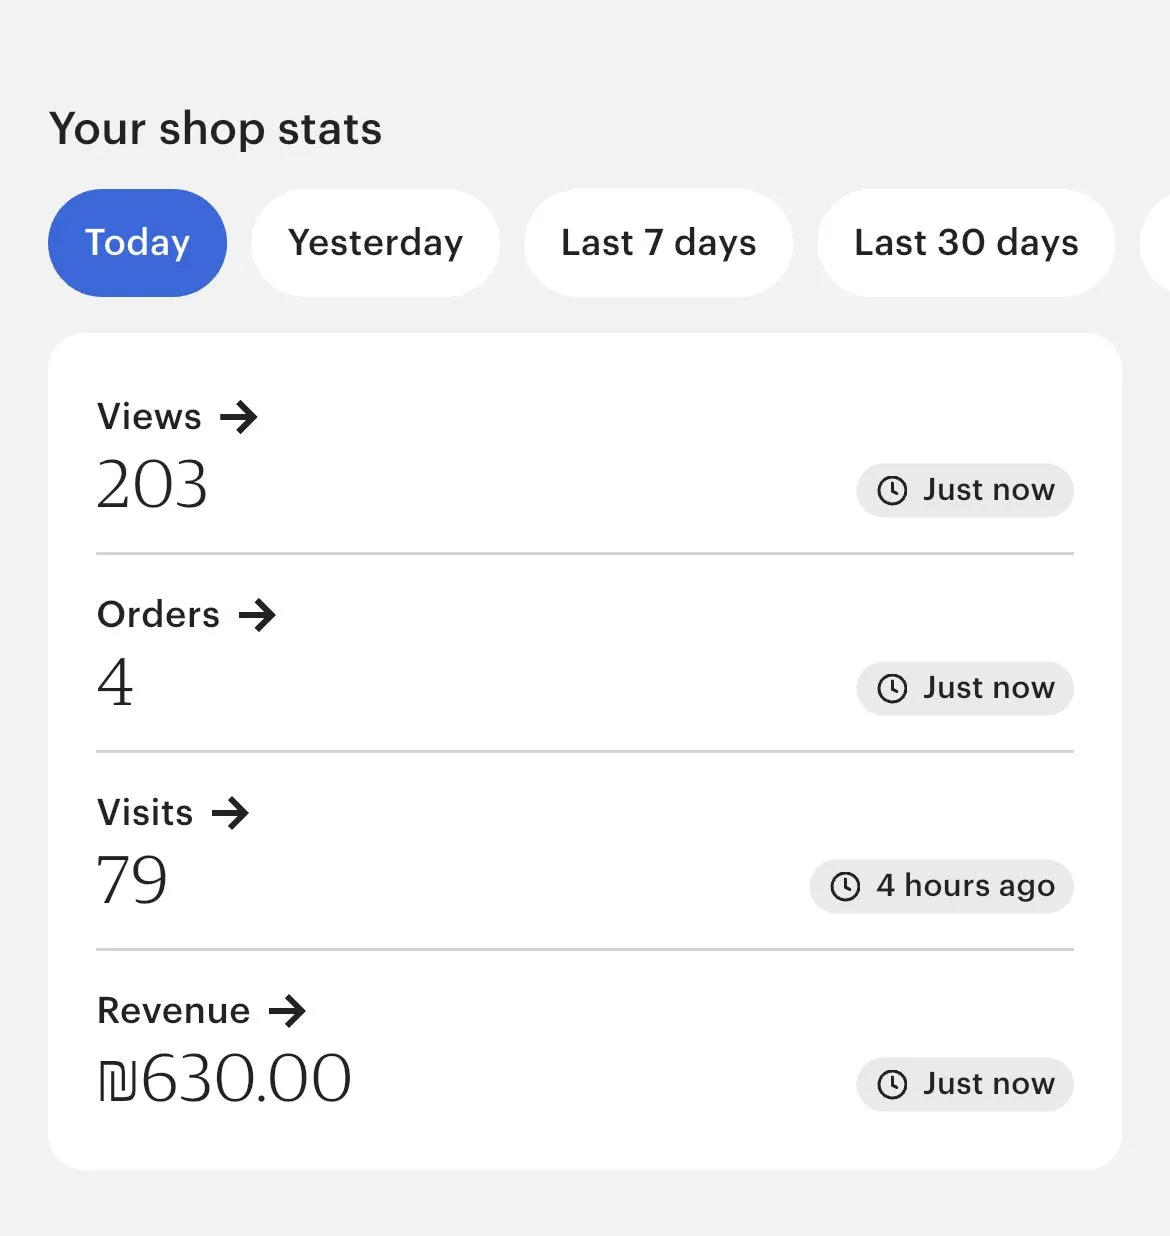 Your shop stats
Today Yesterday Last 7 days Last 30 days
Views →
203
Just now
Orders →
4
Just now
Visits →
79
4 hours ago
Revenue →
₪630.00
Just now